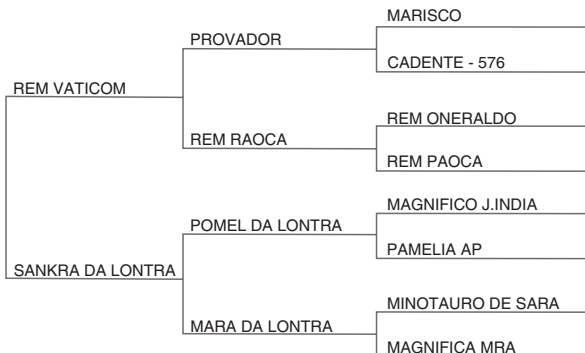 MARISCO
PROVADOR
CADENTE - 576
REM VATICOM
REM ONERALDO
REM RAOCA
REM PAOCA
MAGNIFICO J.INDIA
POMEL DA LONTRA
PAMELIA AP
SANKRA DA LONTRA
MINOTAURO DE SARA
MARA DA LONTRA
MAGNIFICA MRA